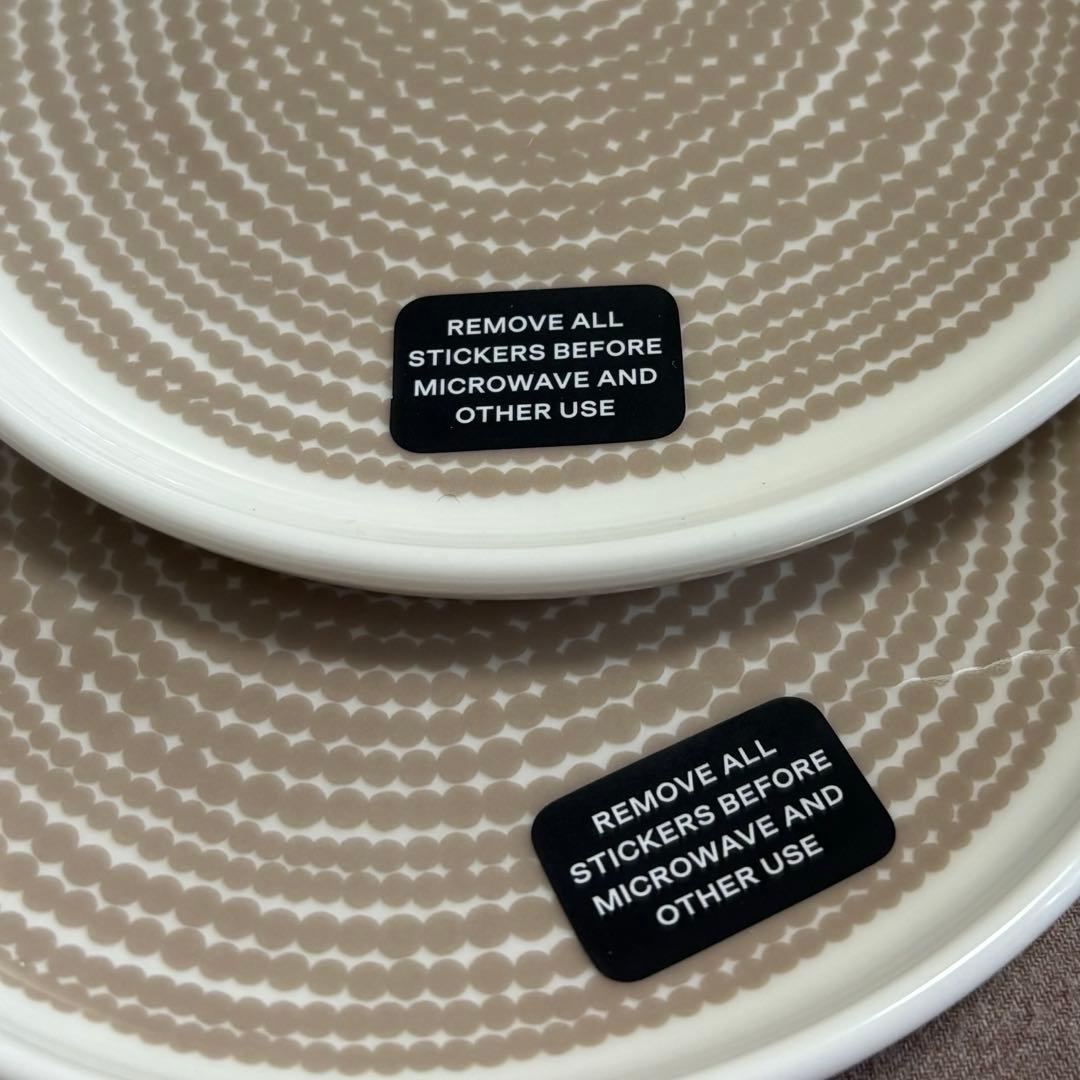 REMOVE ALL
STICKERS BEFORE
MICROWAVE AND
OTHER USE
REMOVE ALL
STICKERS BEFORE
MICROWAVE AND
OTHER USE